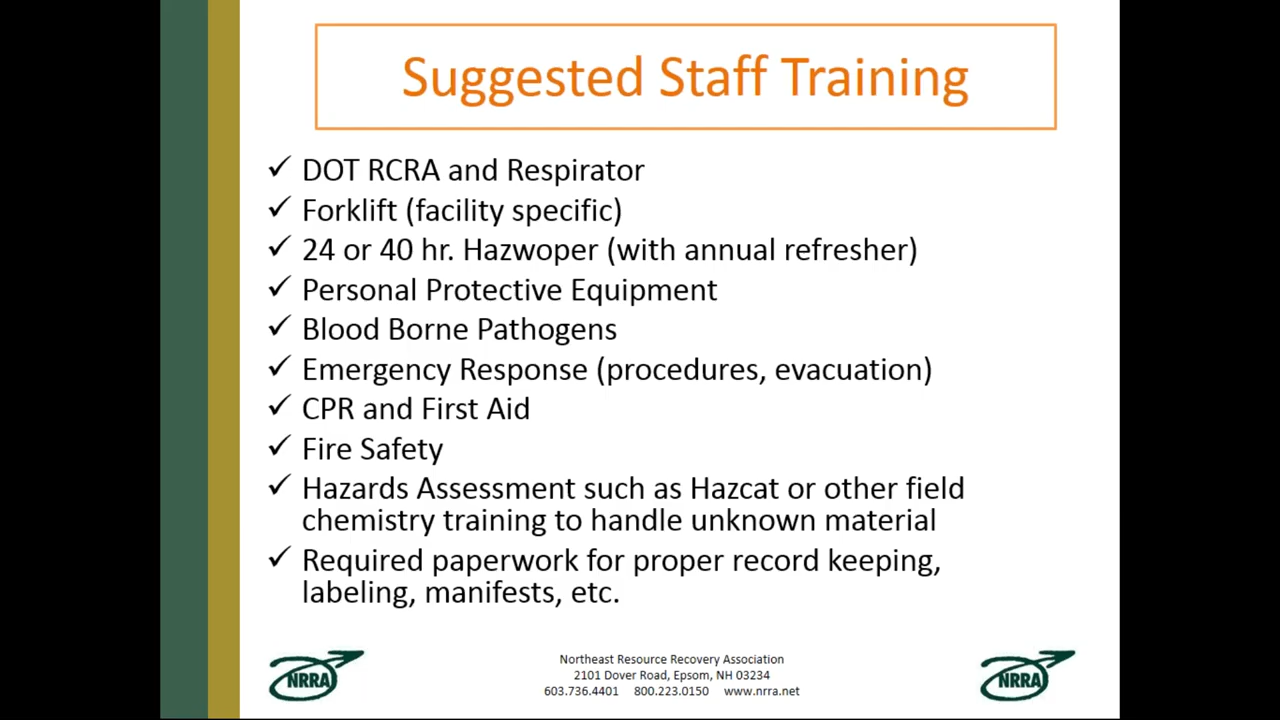 Suggested Staff Training
✓ DOT RCRA and Respirator
✓ Forklift (facility specific)
✓ 24 or 40 hr. Hazwoper (with annual refresher)
✓ Personal Protective Equipment
✓ Blood Borne Pathogens
✓ Emergency Response (procedures, evacuation)
✓ CPR and First Aid
✓ Fire Safety
✓ Hazards Assessment such as Hazcat or other field
chemistry training to handle unknown material
✓ Required paperwork for proper record keeping,
labeling, manifests, etc.
NRRA
Northeast Resource Recovery Association
2101 Dover Road, Epsom, NH 03234
603.736.4401 800.223.0150 www.nrra.net
NRRA